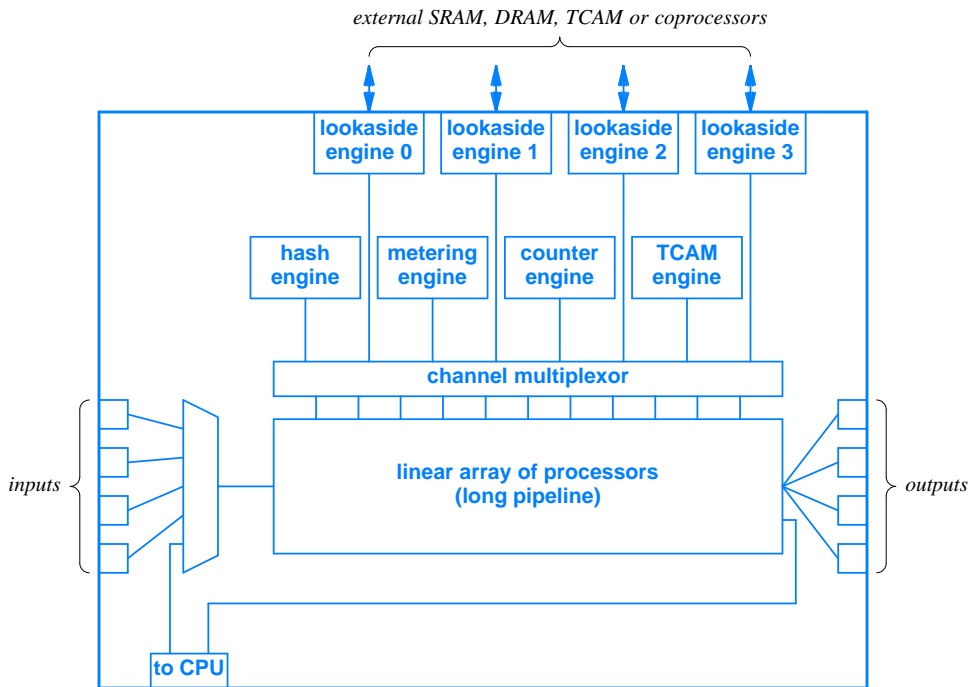 external SRAM, DRAM, TCAM or coprocessors
lookaside
engine 0
lookaside
engine 1
lookaside
engine 2
lookaside
engine 3
hash
engine
metering
engine
counter
engine
TCAM
engine
channel multiplexor
linear array of processors
(long pipeline)
inputs
outputs
to CPU